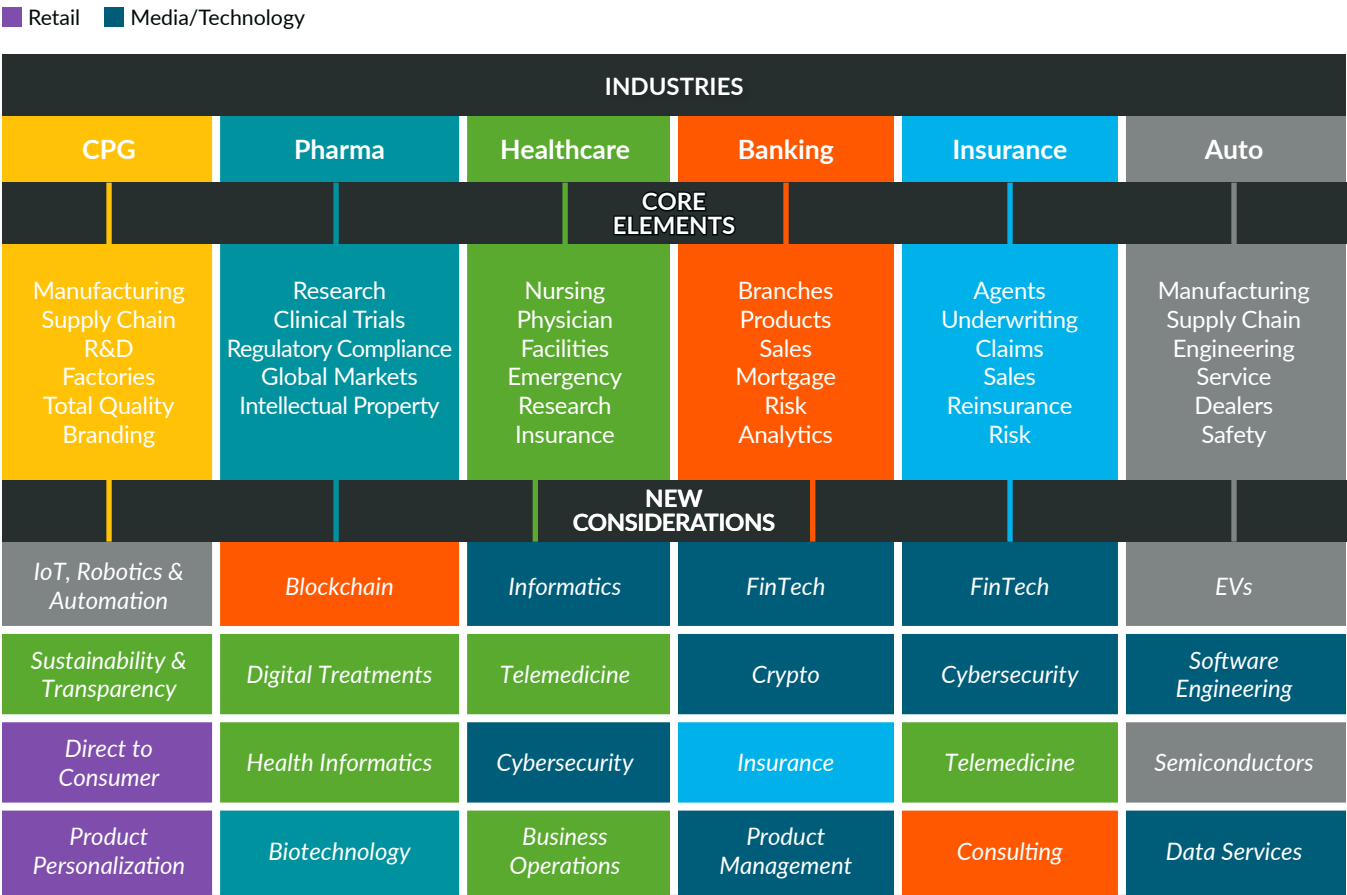 Retail Media/Technology
INDUSTRIES
CPG Pharma Healthcare Banking Insurance Auto
CORE
ELEMENTS
Manufacturing
Supply Chain
R&D
Factories
Total Quality
Branding
Research
Clinical Trials
Regulatory Compliance
Global Markets
Intellectual Property
Nursing
Physician
Facilities
Emergency
Research
Insurance
Branches
Products
Sales
Mortgage
Risk
Analytics
Agents
Underwriting
Claims
Sales
Reinsurance
Risk
Manufacturing
Supply Chain
Engineering
Service
Dealers
Safety
NEW
CONSIDERATIONS
IoT, Robotics &
Automation
Blockchain
Informatics
FinTech
FinTech
EVs
Sustainability &
Transparency
Digital Treatments
Telemedicine
Crypto
Cybersecurity
Software
Engineering
Direct to
Consumer
Health Informatics
Cybersecurity
Insurance
Telemedicine
Semiconductors
Product
Personalization
Biotechnology
Business
Operations
Product
Management
Consulting
Data Services